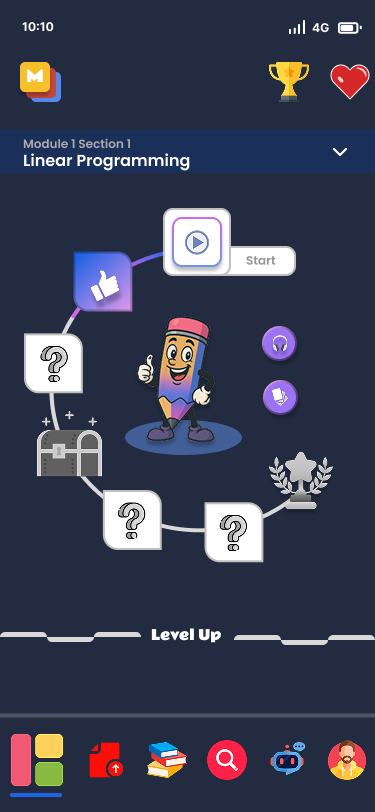 10:10
4G
M
Module 1 Section 1
Linear Programming
Start
?
?
?
Level Up